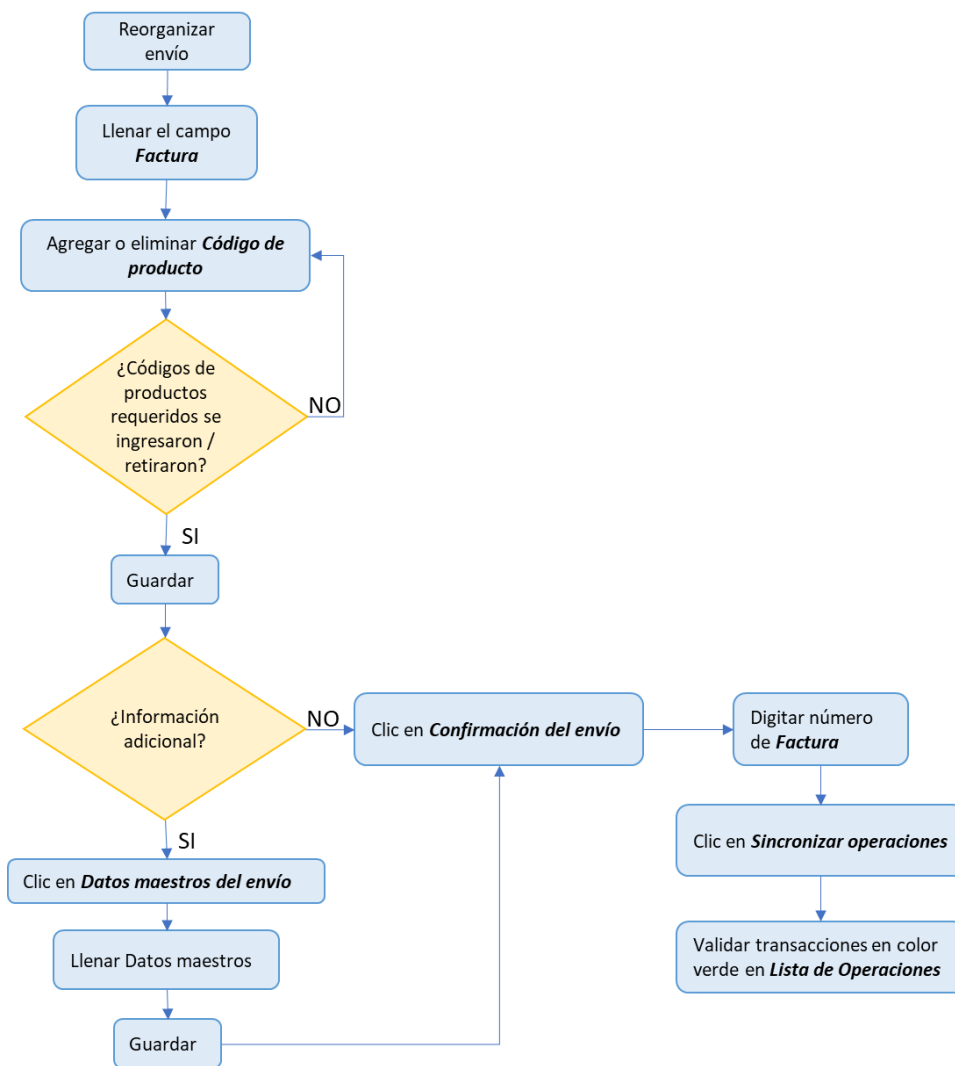 Reorganizar
envío
Llenar el campo
Factura
Agregar o eliminar Código de
producto
¿Códigos de
productos
requeridos se
ingresaron /
retiraron?
NO
SI
Guardar
¿Información
adicional?
NO
Clic en Confirmación del envío
Digitar número
de Factura
SI
Clic en Sincronizar operaciones
Clic en Datos maestros del envío
Validar transacciones en color
verde en Lista de Operaciones
Llenar Datos maestros
Guardar